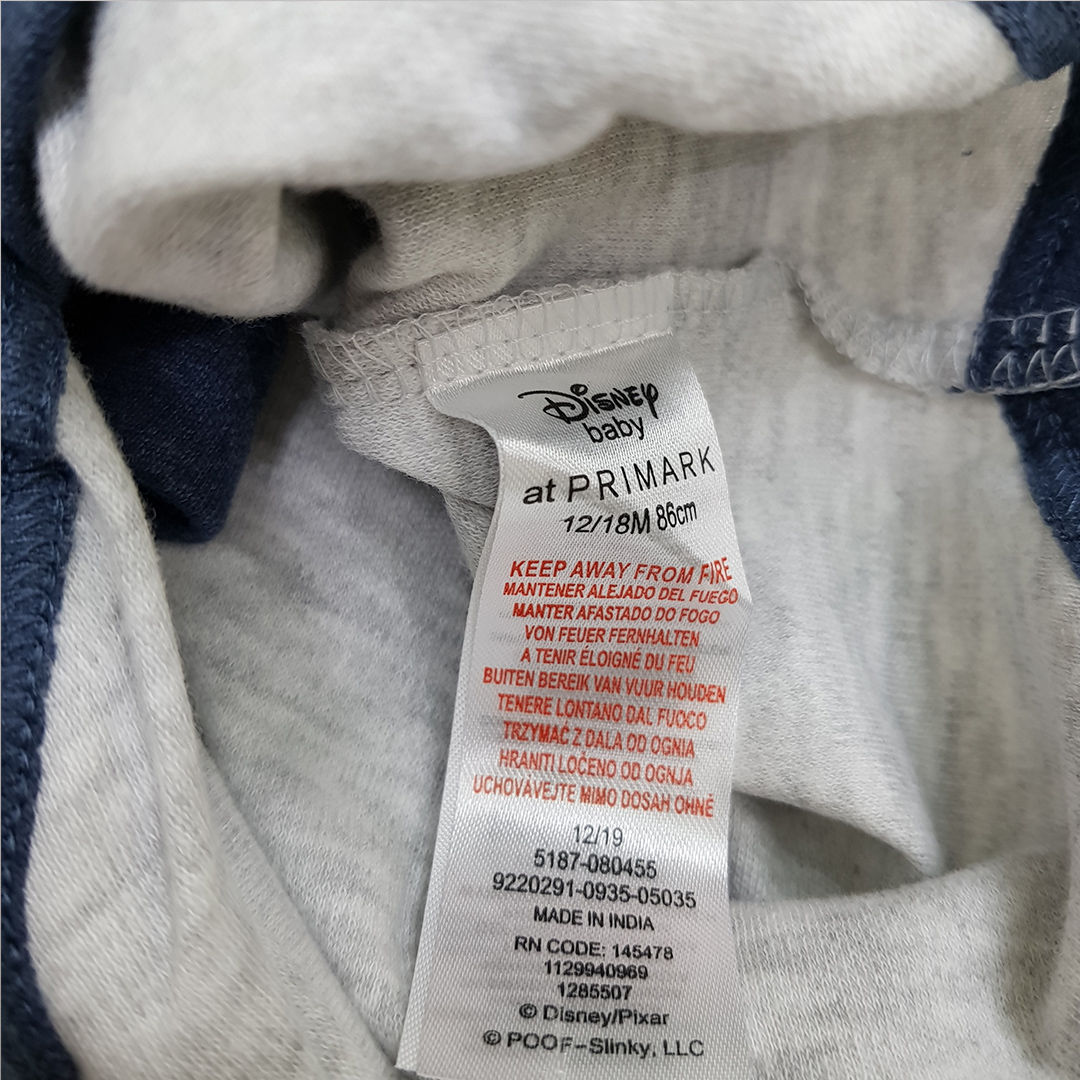 Disney
baby
at PRIMARK
12/18M 86cm
KEEP AWAY FROM FIRE
MANTENER ALEJADO DEL FUEGO
MANTER AFASTADO DO FOGO
VON FEUER FERNHALTEN
A TENIR ÉLOIGNÉ DU FEU
BUITEN BEREIK VAN VUUR HOUDEN
TENERE LONTANO DAL FUOCO
TRZYMAĆ Z DALA OD OGNIA
HRANITI LOČENO OD OGNJA
UCHOVÁVEJTE MIMO DOSAH OHNĚ
12/19
5187-080455
9220291-0935-05035
MADE IN INDIA
RN CODE: 145478
1129940969
1285507
© Disney/Pixar
© POOF-Slinky, LLC